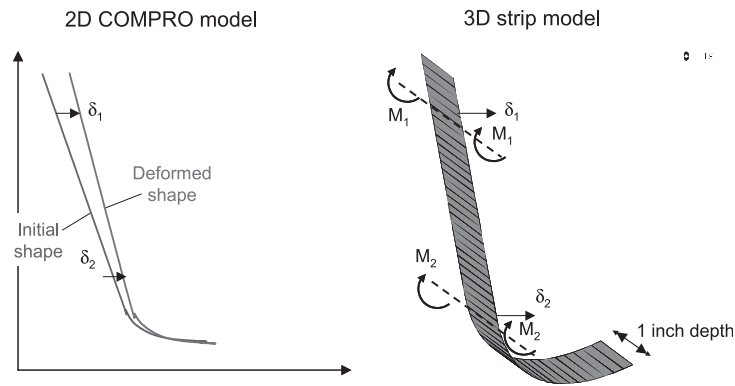 2D COMPRO model
3D strip model
δ1
M1
δ1
M1
Deformed
shape
Initial
shape
δ2
M2
δ2
M2
1 inch depth